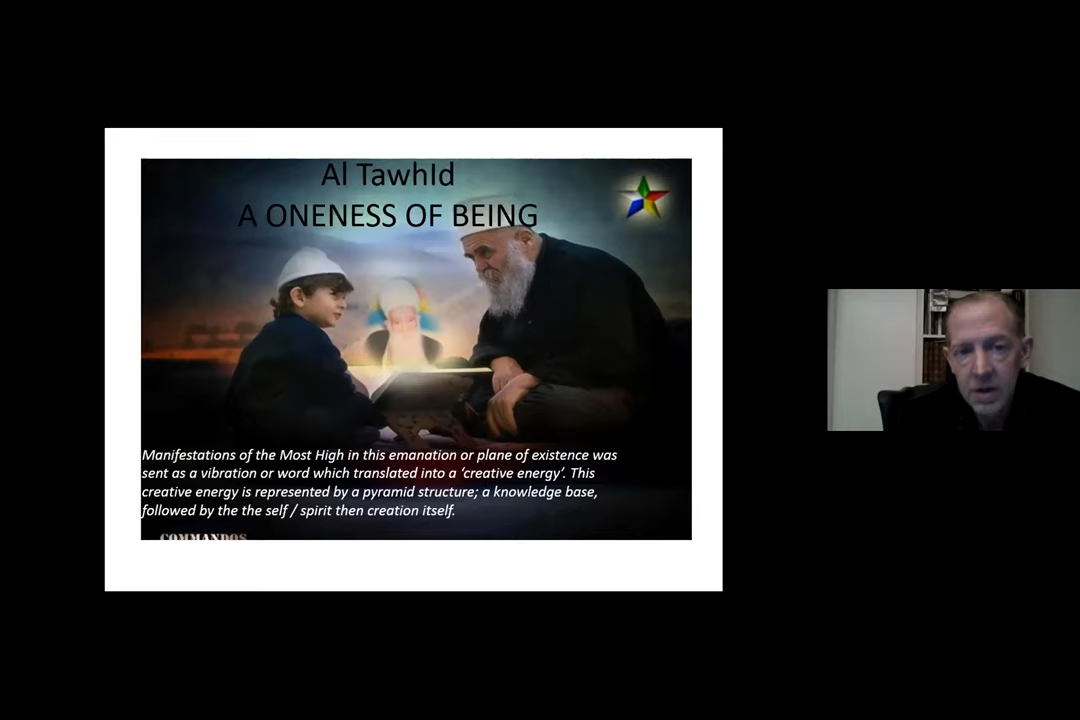 Al TawhId
A ONENESS OF BEING
Manifestations of the Most High in this emanation or plane of existence was
sent as a vibration or word which translated into a ‘creative energy’. This
creative energy is represented by a pyramid structure; a knowledge base,
followed by the the self / spirit then creation itself.
COMMANDOS